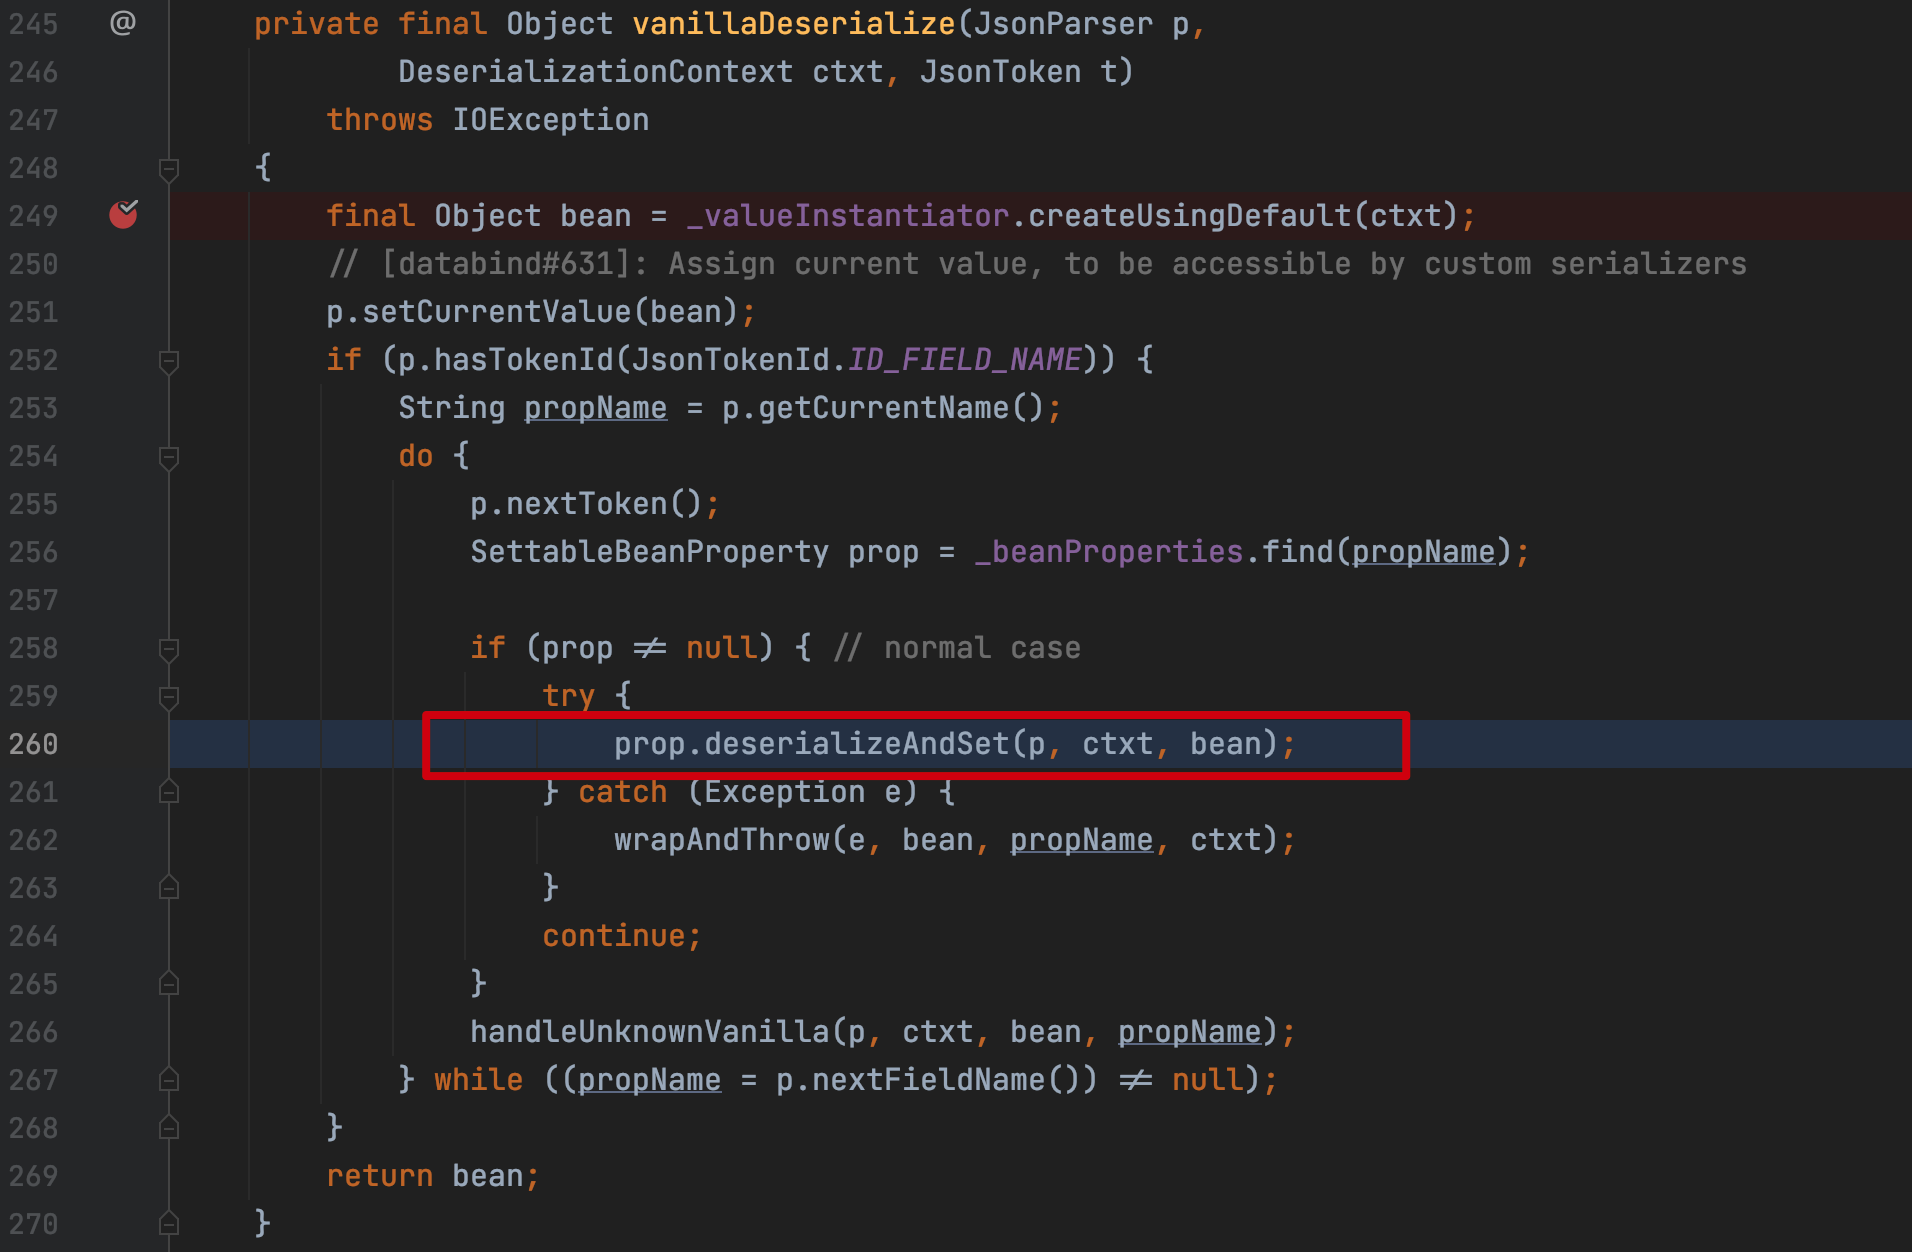 245 @ private final Object vanillaDeserialize(JsonParser p,
246 DeserializationContext ctxt, JsonToken t)
247 throws IOException
248 {
249 final Object bean = _valueInstantiator.createUsingDefault(ctxt);
250 // [databind#631]: Assign current value, to be accessible by custom serializers
251 p.setCurrentValue(bean);
252 if (p.hasTokenId(JsonTokenId.ID_FIELD_NAME)) {
253 String propName = p.getCurrentName();
254 do {
255 p.nextToken();
256 SettableBeanProperty prop = _beanProperties.find(propName);
257
258 if (prop ≠ null) { // normal case
259 try {
260 prop.deserializeAndSet(p, ctxt, bean);
261 } catch (Exception e) {
262 wrapAndThrow(e, bean, propName, ctxt);
263 }
264 continue;
265 }
266 handleUnknownVanilla(p, ctxt, bean, propName);
267 } while ((propName = p.nextFieldName()) ≠ null);
268 }
269 return bean;
270 }